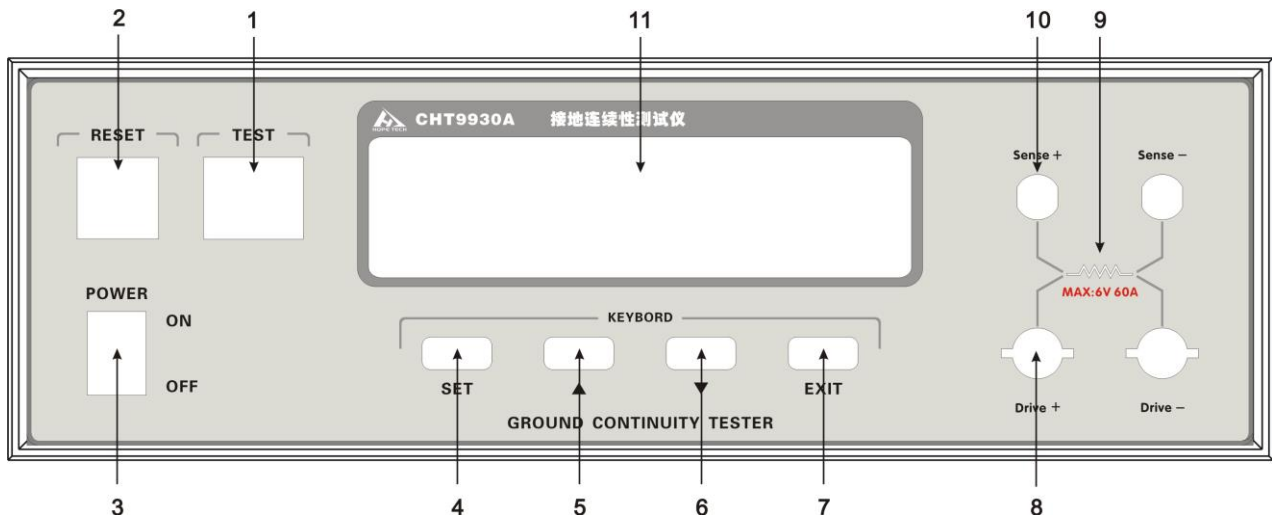 2 1 11 10 9
RESET TEST
HOPE TECH CHT9930A 接地连续性测试仪
Sense + Sense −
MAX:6V 60A
POWER
ON
OFF
KEYBORD
SET ▲ ▼ EXIT
Drive + Drive −
GROUND CONTINUITY TESTER
3 4 5 6 7 8